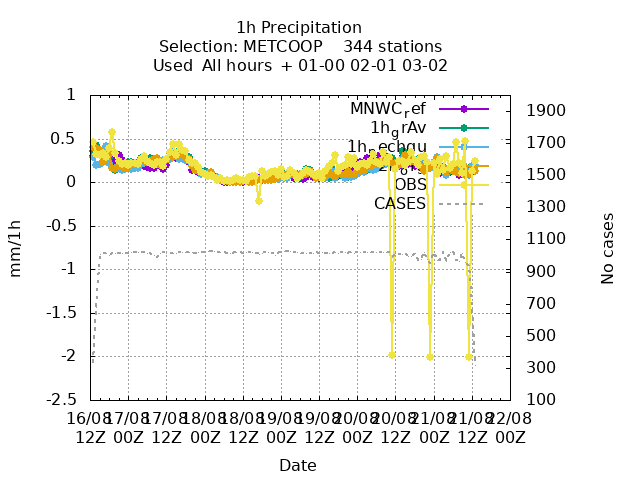 1h Precipitation
Selection: METCOOP 344 stations
Used All hours + 01-00 02-01 03-02
MNWC_ref
1h_grAv
1h_nechgu
OBS
CASES
1
0.5
0
-0.5
-1
-1.5
-2
-2.5
mm/1h
1900
1700
1500
1300
1100
900
700
500
300
100
No cases
16/08 17/08 17/08 18/08 18/08 19/08 19/08 20/08 20/08 21/08 21/08 22/08
12Z 00Z 12Z 00Z 12Z 00Z 12Z 00Z 12Z 00Z 12Z 00Z
Date